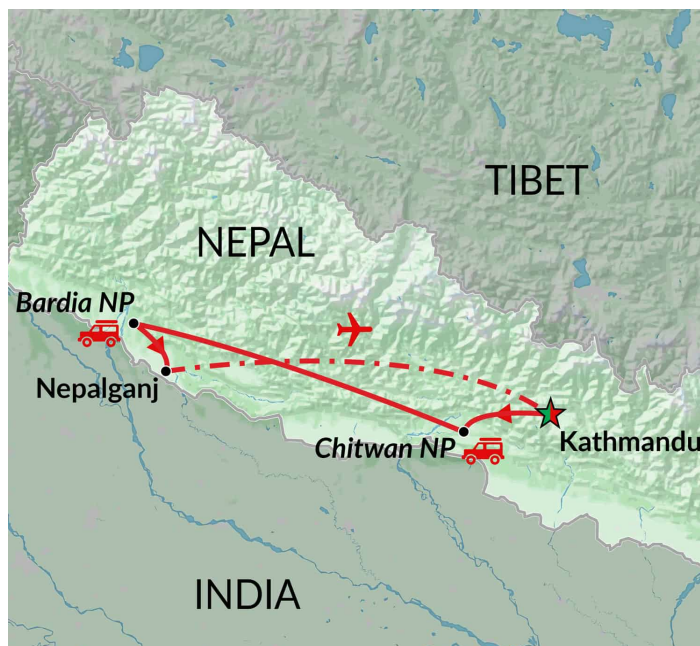 TIBET
NEPAL
Bardia NP
Nepalganj
Chitwan NP
Kathmandu
INDIA